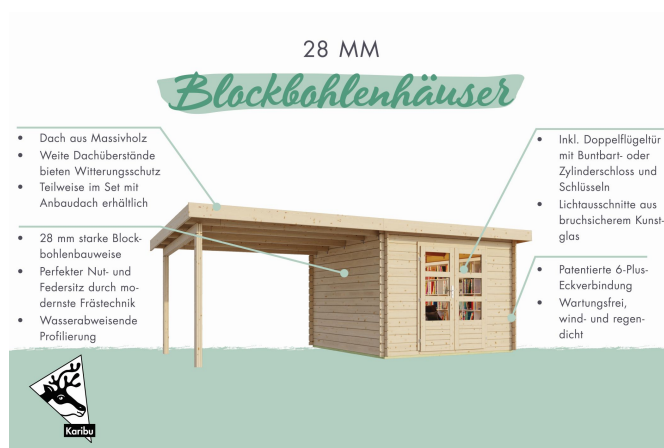 28 MM
Blockbohlenhäuser
• Dach aus Massivholz
• Weite Dachüberstände
bieten Witterungsschutz
• Teilweise im Set mit
Anbaudach erhältlich
• 28 mm starke Block-
bohlenbauweise
• Perfekter Nut- und
Federsitz durch mo-
dernste Frästechnik
• Wasserabweisende
Profilierung
• Inkl. Doppelflügeltür
mit Buntbart- oder
Zylinderschloss und
Schlüsseln
• Lichtausschnitte aus
bruchsicherem Kunst-
glas
• Patentierte 6-Plus-
Eckverbindung
• Wartungsfrei,
wind- und regen-
dicht
Karibu